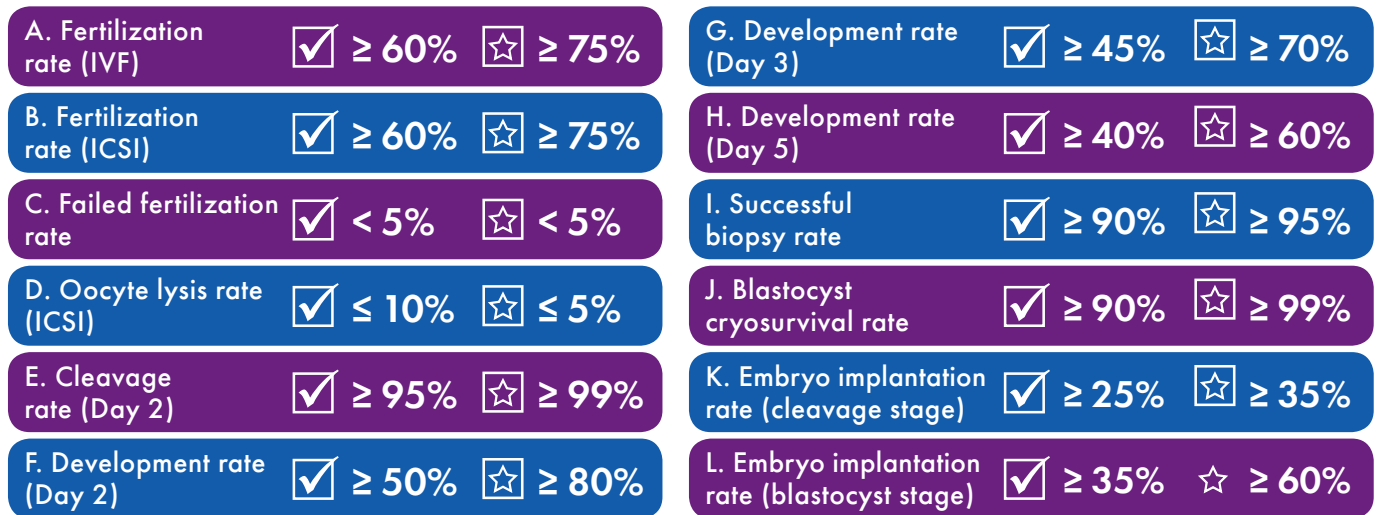 A. Fertilization
rate (IVF)
≥ 60%
≥ 75%
B. Fertilization
rate (ICSI)
≥ 60%
≥ 75%
C. Failed fertilization
rate
< 5%
< 5%
D. Oocyte lysis rate
(ICSI)
≤ 10%
≤ 5%
E. Cleavage
rate (Day 2)
≥ 95%
≥ 99%
F. Development rate
(Day 2)
≥ 50%
≥ 80%
G. Development rate
(Day 3)
≥ 45%
≥ 70%
H. Development rate
(Day 5)
≥ 40%
≥ 60%
I. Successful
biopsy rate
≥ 90%
≥ 95%
J. Blastocyst
cryosurvival rate
≥ 90%
≥ 99%
K. Embryo implantation
rate (cleavage stage)
≥ 25%
≥ 35%
L. Embryo implantation
rate (blastocyst stage)
≥ 35%
≥ 60%